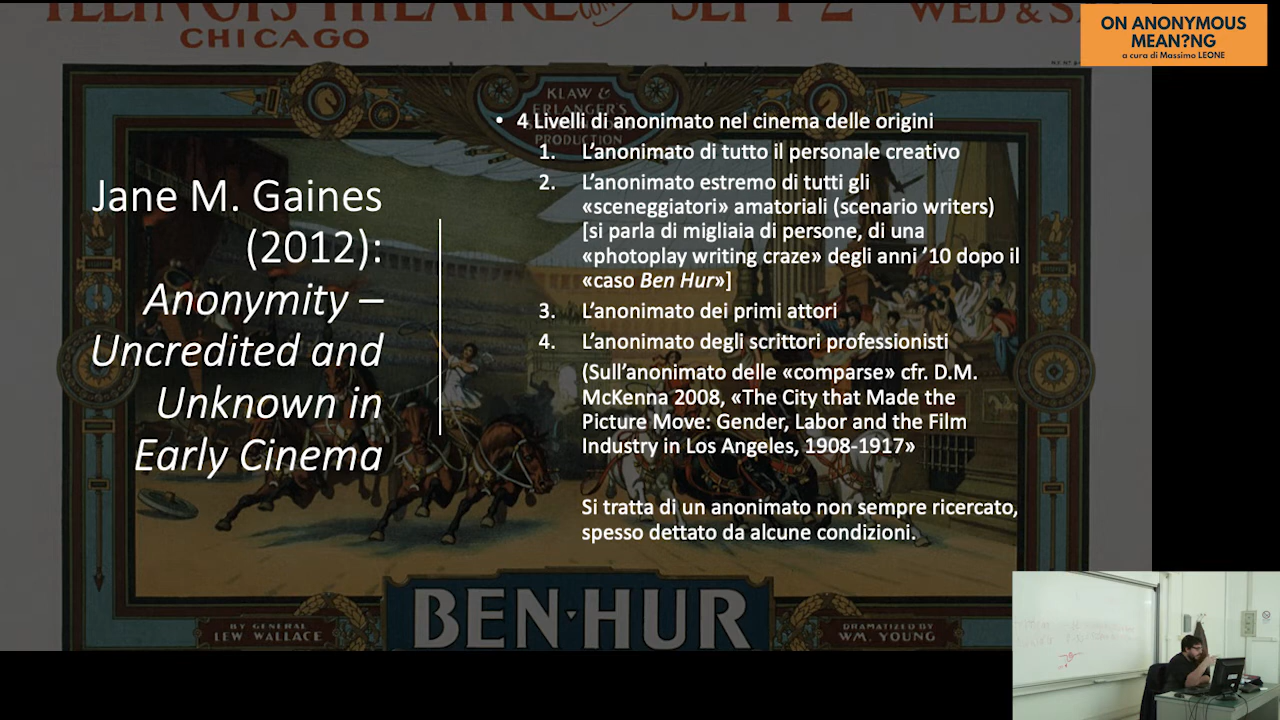 ILLINOIS THEATRE
SEPT 2
WED & SA
CHICAGO
ON ANONYMOUS
MEAN?NG
a cura di Massimo LEONE
KLAW &
ERLANGER'S
PRODUCTION
Jane M. Gaines
(2012):
Anonymity –
Uncredited and
Unknown in
Early Cinema
• 4 Livelli di anonimato nel cinema delle origini
1. L'anonimato di tutto il personale creativo
2. L'anonimato estremo di tutti gli
«sceneggiatori» amatoriali (scenario writers)
[si parla di migliaia di persone, di una
«photoplay writing craze» degli anni '10 dopo il
«caso Ben Hur»]
3. L'anonimato dei primi attori
4. L'anonimato degli scrittori professionisti
(Sull'anonimato delle «comparse» cfr. D.M.
McKenna 2008, «The City that Made the
Picture Move: Gender, Labor and the Film
Industry in Los Angeles, 1908-1917»
Si tratta di un anonimato non sempre ricercato,
spesso dettato da alcune condizioni.
BEN·HUR
BY GENERAL
LEW WALLACE
DRAMATIZED BY
WM. YOUNG